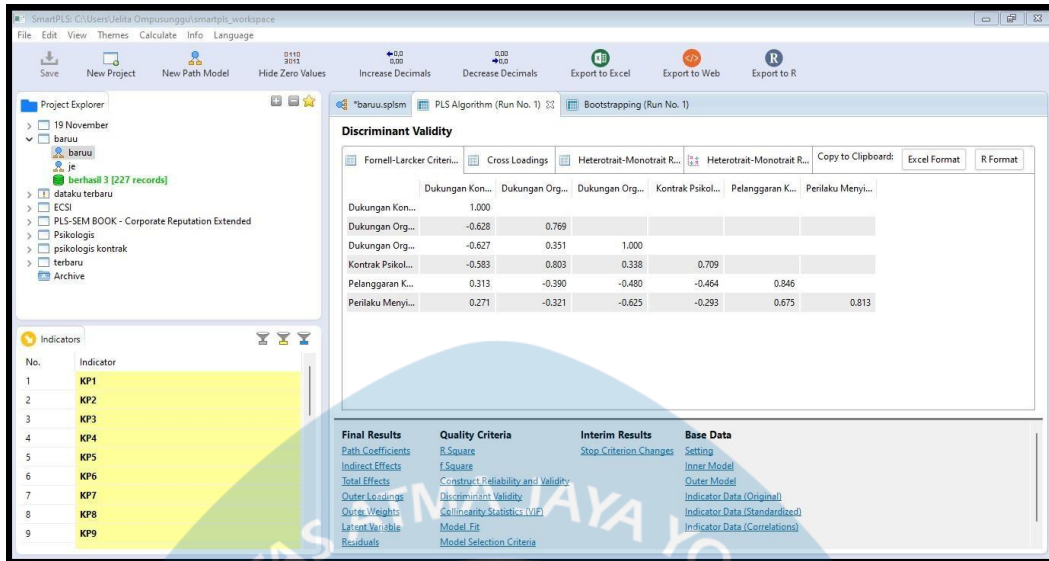 SmartPLS: C:\Users\Jelita Ompusunggu\smartpls_workspace
File Edit View Themes Calculate Info Language
Save New Project New Path Model Hide Zero Values Increase Decimals Decrease Decimals Export to Excel Export to Web Export to R
Project Explorer
19 November
baruu
baruu
je
berhasil 3 [227 records]
dataku terbaru
ECSI
PLS-SEM BOOK - Corporate Reputation Extended
Psikologis
psikologis kontrak
terbaru
Archive
Indicators
No. Indicator
1 KP1
2 KP2
3 KP3
4 KP4
5 KP5
6 KP6
7 KP7
8 KP8
9 KP9
*baruu.splsm PLS Algorithm (Run No. 1) Bootstrapping (Run No. 1)
Discriminant Validity
Fornell-Larcker Criteri... Cross Loadings Heterotrait-Monotrait R... Heterotrait-Monotrait R... Copy to Clipboard: Excel Format R Format
Dukungan Kon... Dukungan Org... Dukungan Org... Kontrak Psikol... Pelanggaran K... Perilaku Menyi...
Dukungan Kon... 1.000
Dukungan Org... -0.628 0.769
Dukungan Org... -0.627 0.351 1.000
Kontrak Psikol... -0.583 0.803 0.338 0.709
Pelanggaran K... 0.313 -0.390 -0.480 -0.464 0.846
Perilaku Menyi... 0.271 -0.321 -0.625 -0.293 0.675 0.813
Final Results Quality Criteria Interim Results Base Data
Path Coefficients R Square Stop Criterion Changes Setting
Indirect Effects f Square Inner Model
Total Effects Construct Reliability and Validity Outer Model
Outer Loadings Discriminant Validity Indicator Data (Original)
Outer Weights Collinearity Statistics (VIF) Indicator Data (Standardized)
Latent Variable Model_Fit Indicator Data (Correlations)
Residuals Model Selection Criteria